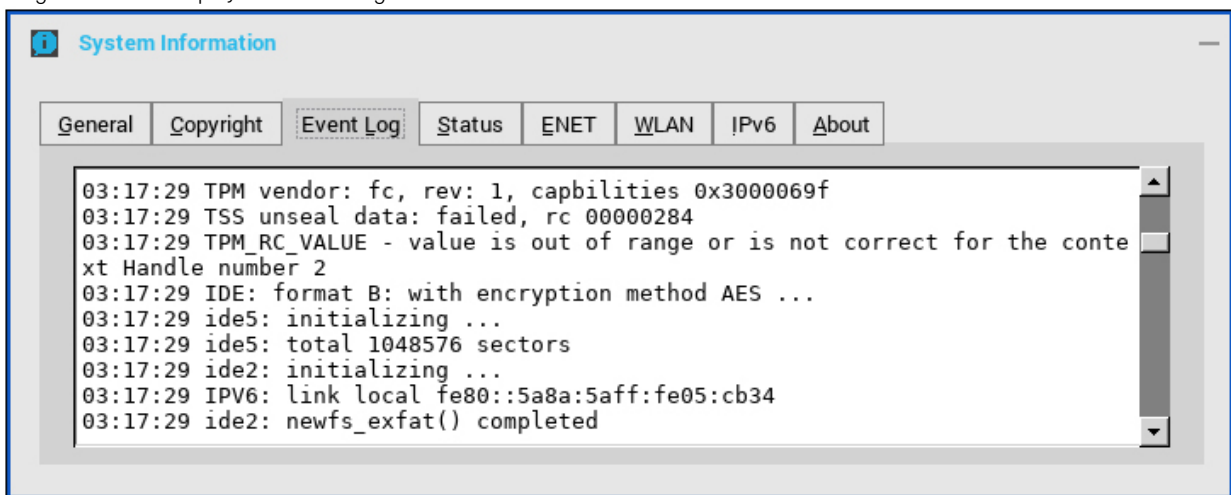 System Information
General Copyright Event Log Status ENET WLAN IPv6 About
03:17:29 TPM vendor: fc, rev: 1, capbilities 0x3000069f
03:17:29 TSS unseal data: failed, rc 00000284
03:17:29 TPM_RC_VALUE - value is out of range or is not correct for the conte
xt Handle number 2
03:17:29 IDE: format B: with encryption method AES ...
03:17:29 ide5: initializing ...
03:17:29 ide5: total 1048576 sectors
03:17:29 ide2: initializing ...
03:17:29 IPV6: link local fe80::5a8a:5aff:fe05:cb34
03:17:29 ide2: newfs_exfat() completed